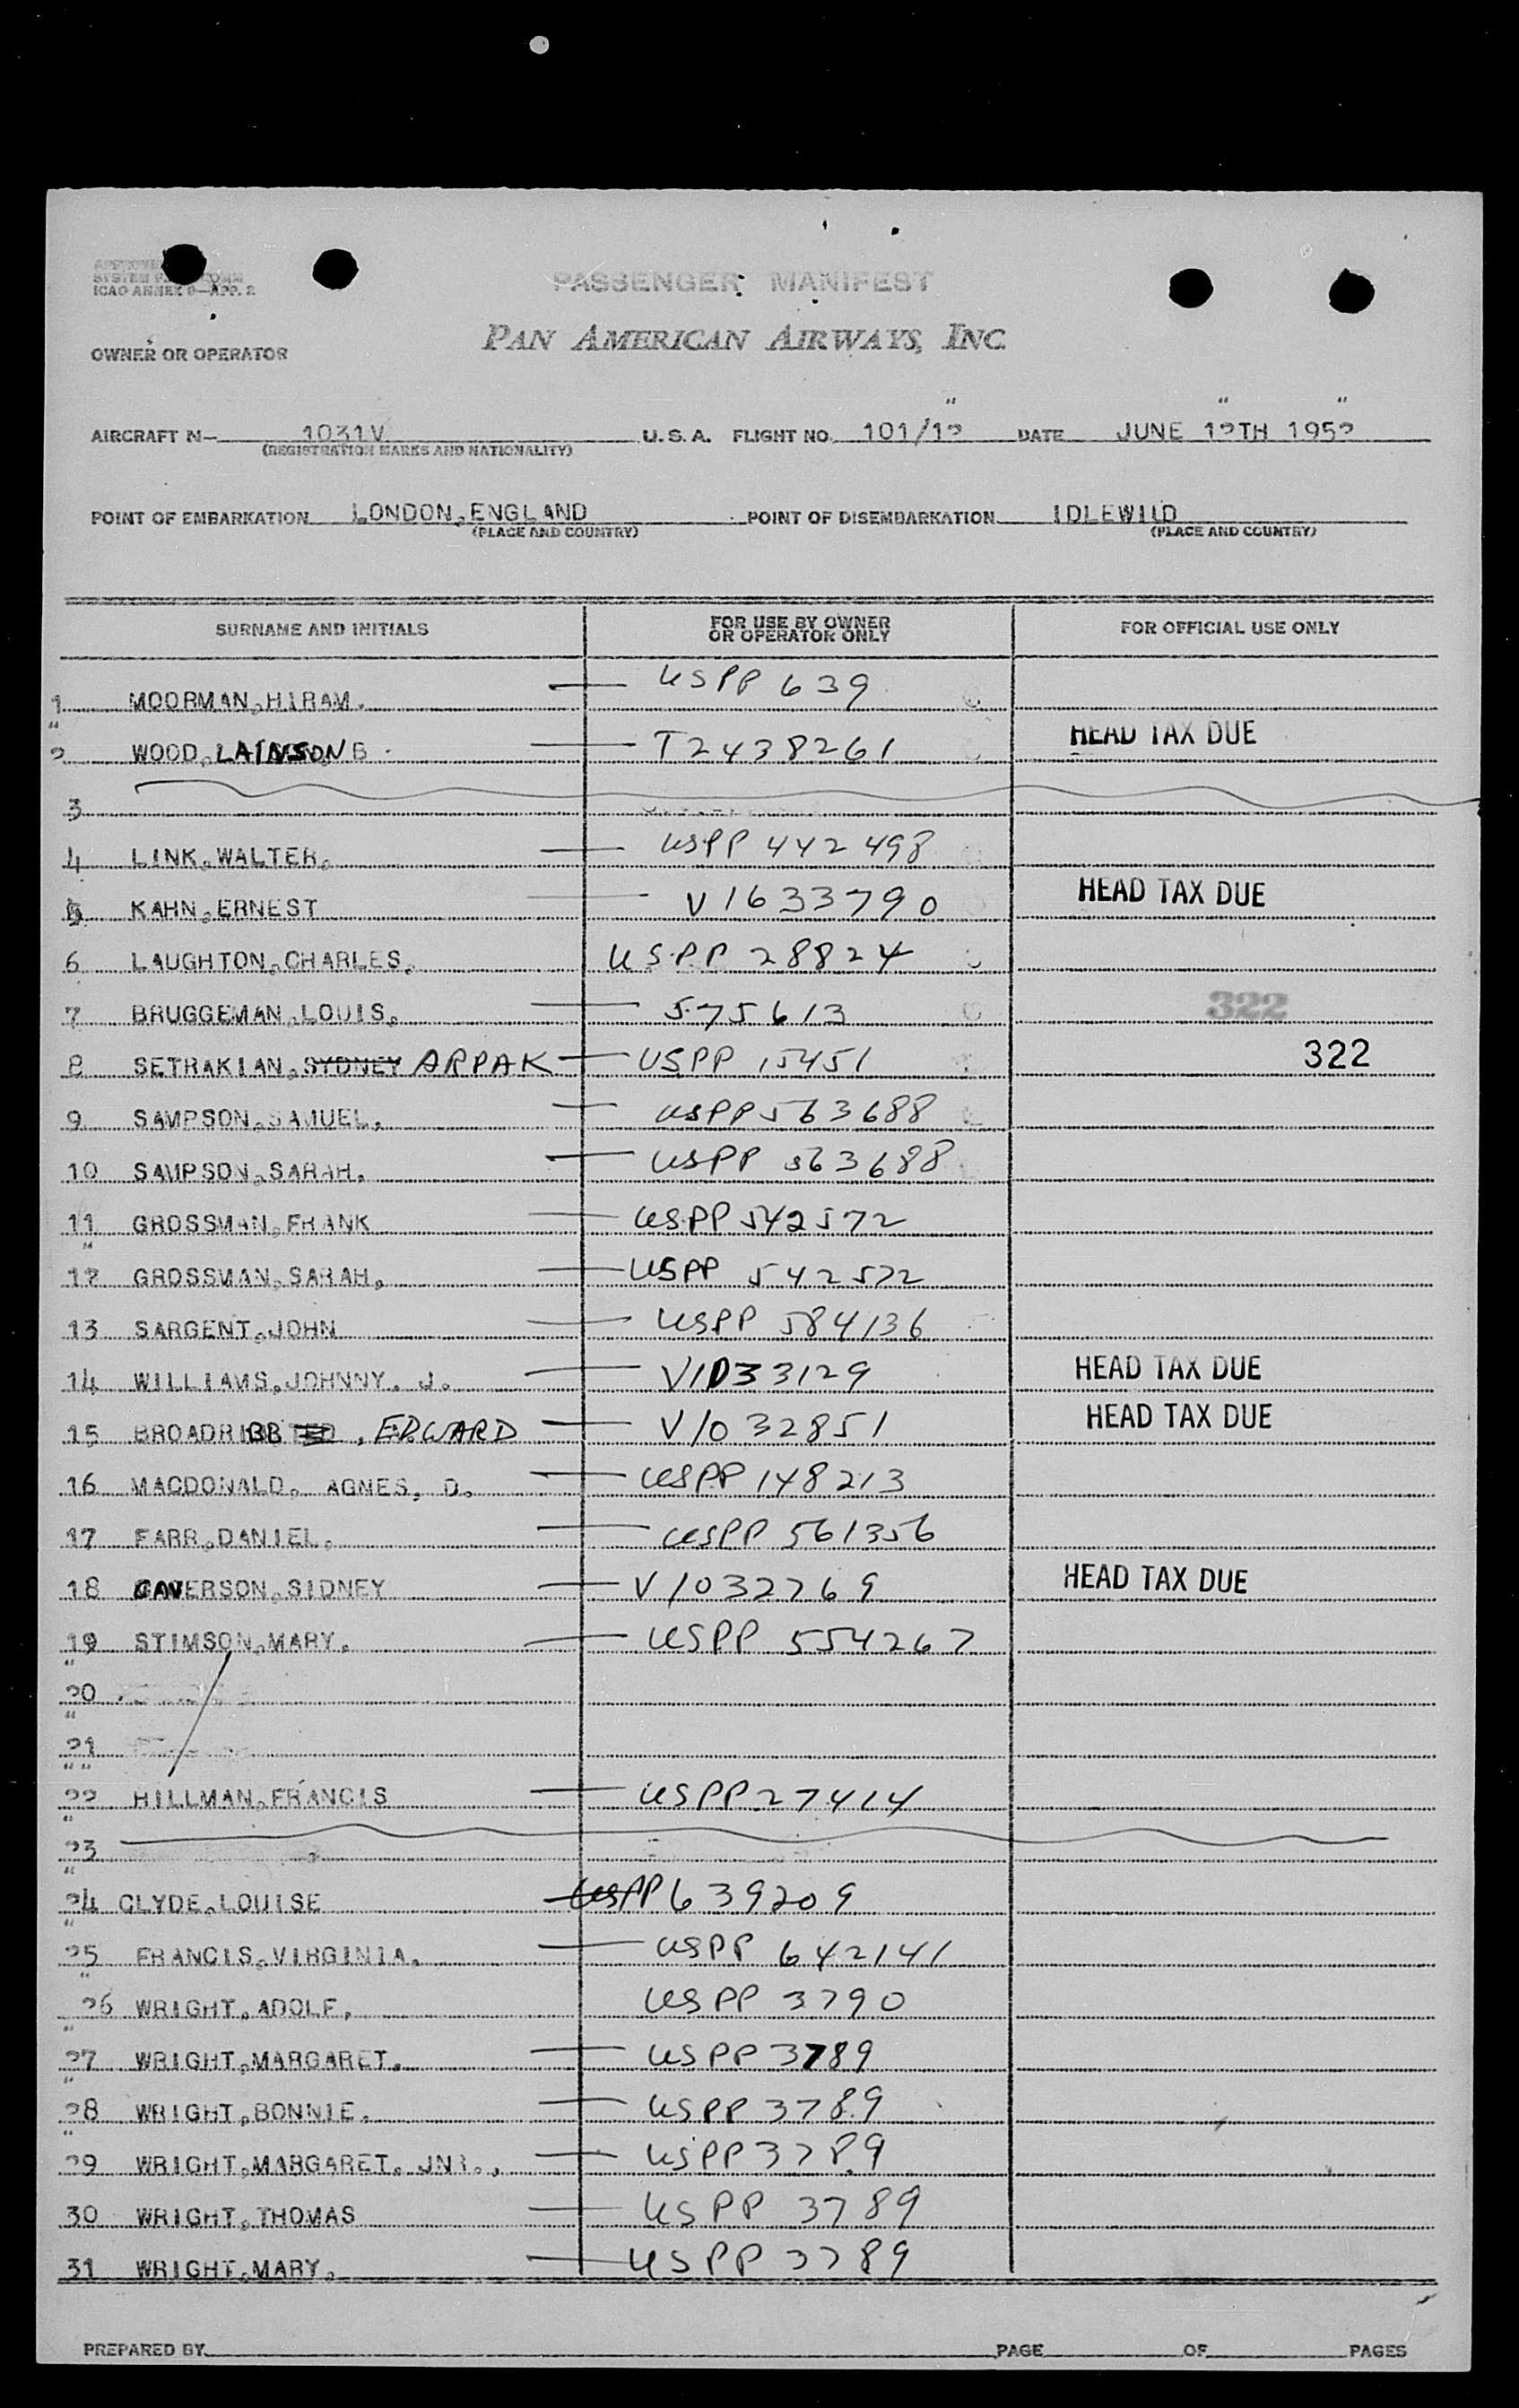 PASSENGER MANIFEST
SYSTEM
ICAO ANNEX 9—APP. 2
PAN AMERICAN AIRWAYS, INC.
OWNER OR OPERATOR
AIRCRAFT N— 1031V U.S.A. FLIGHT NO. 101/12 DATE JUNE 12TH 1952
(REGISTRATION MARKS AND NATIONALITY)
POINT OF EMBARKATION LONDON, ENGLAND POINT OF DISEMBARKATION IDLEWILD
(PLACE AND COUNTRY) (PLACE AND COUNTRY)
SURNAME AND INITIALS FOR USE BY OWNER OR OPERATOR ONLY FOR OFFICIAL USE ONLY
1 MOORMAN, HIRAM. — USPP 639
2 WOOD, LAINSON B — T2438261 HEAD TAX DUE
3
4 LINK, WALTER, — USPP 442498
5 KAHN, ERNEST — V1633790 HEAD TAX DUE
6 LAUGHTON, CHARLES, USPP 28824
7 BRUGGEMAN, LOUIS, — 575613 322
8 SETRAKIAN, SYDNEY ARPAK — USPP 15451 322
9 SAMPSON, SAMUEL, — USPP 563688
10 SAMPSON, SARAH, — USPP 563688
11 GROSSMAN, FRANK — USPP 542572
12 GROSSMAN, SARAH, — USPP 542572
13 SARGENT, JOHN — USPP 584136
14 WILLIAMS, JOHNNY. J. — V1033129 HEAD TAX DUE
15 BROADRIBB, EDWARD — V1032851 HEAD TAX DUE
16 MACDONALD, AGNES, D. — USPP 148213
17 FARR, DANIEL, — USPP 561356
18 CAVERSON, SIDNEY — V1032769 HEAD TAX DUE
19 STIMSON, MARY, — USPP 554267
20
21
22 HILLMAN, FRANCIS — USPP 27414
23
24 CLYDE, LOUISE — USPP 639209
25 FRANCIS, VIRGINIA, — USPP 642141
26 WRIGHT, ADOLF, USPP 3790
27 WRIGHT, MARGARET, — USPP 3789
28 WRIGHT, BONNIE, — USPP 3789
29 WRIGHT, MARGARET, JNR., — USPP 3789
30 WRIGHT, THOMAS — USPP 3789
31 WRIGHT, MARY, — USPP 3789
PREPARED BY PAGE OF PAGES